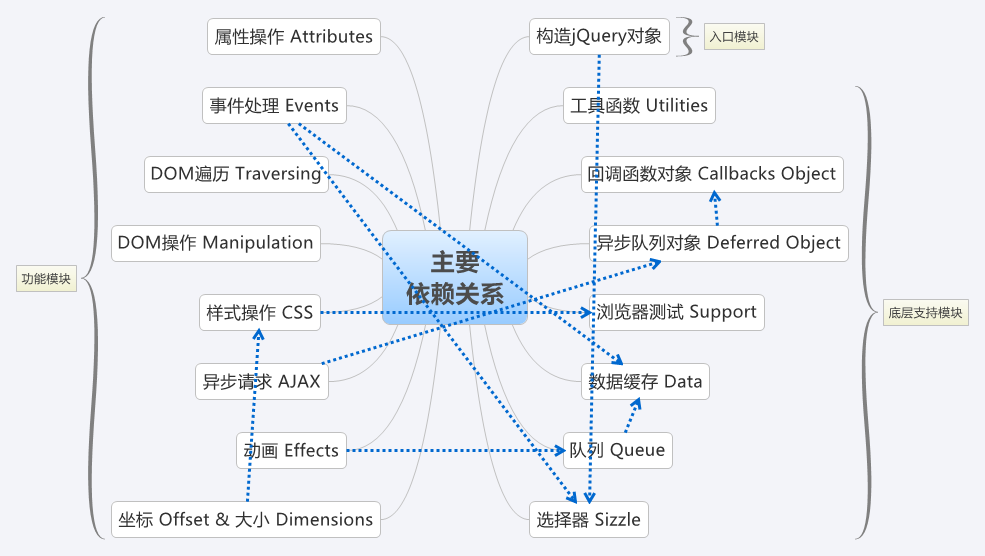 属性操作 Attributes
事件处理 Events
DOM遍历 Traversing
DOM操作 Manipulation
功能模块
样式操作 CSS
异步请求 AJAX
动画 Effects
坐标 Offset & 大小 Dimensions
主要
依赖关系
构造jQuery对象
入口模块
工具函数 Utilities
回调函数对象 Callbacks Object
异步队列对象 Deferred Object
浏览器测试 Support
底层支持模块
数据缓存 Data
队列 Queue
选择器 Sizzle